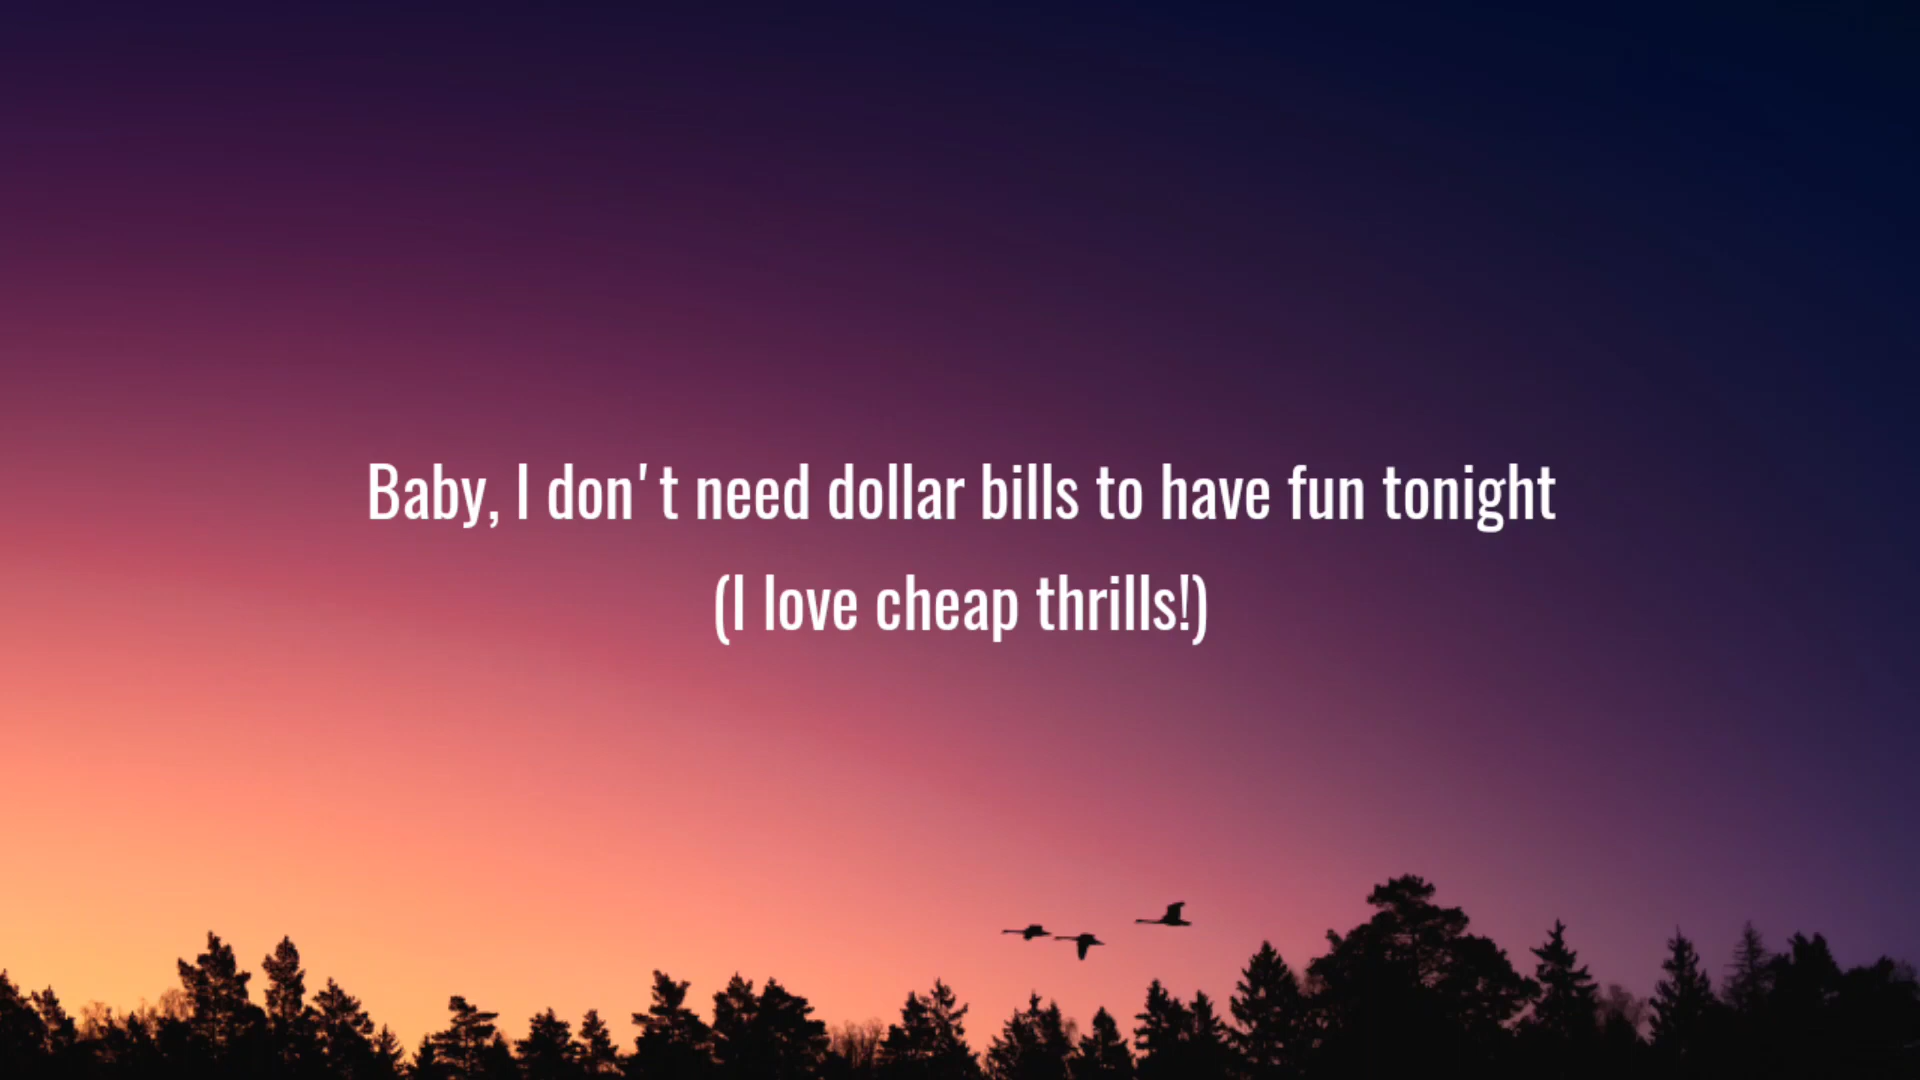 Baby, I don't need dollar bills to have fun tonight
(I love cheap thrills!)